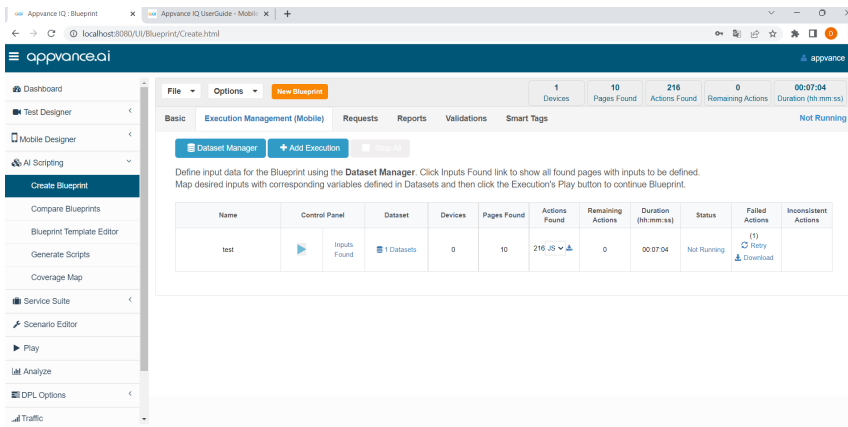 Appvance IQ : Blueprint
Appvance IQ UserGuide - Mobile
localhost:8080/UI/Blueprint/Create.html
appvance.ai
appvance
Dashboard
Test Designer
Mobile Designer
AI Scripting
Create Blueprint
Compare Blueprints
Blueprint Template Editor
Generate Scripts
Coverage Map
Service Suite
Scenario Editor
Play
Analyze
DPL Options
Traffic
File Options New Blueprint
1 10 216 0 00:07:04
Devices Pages Found Actions Found Remaining Actions Duration (hh:mm:ss)
Basic Execution Management (Mobile) Requests Reports Validations Smart Tags Not Running
Dataset Manager + Add Execution Stop All
Define input data for the Blueprint using the Dataset Manager. Click Inputs Found link to show all found pages with inputs to be defined.
Map desired inputs with corresponding variables defined in Datasets and then click the Execution's Play button to continue Blueprint.
Name Control Panel Dataset Devices Pages Found Actions Found Remaining Actions Duration (hh:mm:ss) Status Failed Actions Inconsistent Actions
test Inputs Found 1 Datasets 0 10 216 JS 0 00:07:04 Not Running (1) Retry Download